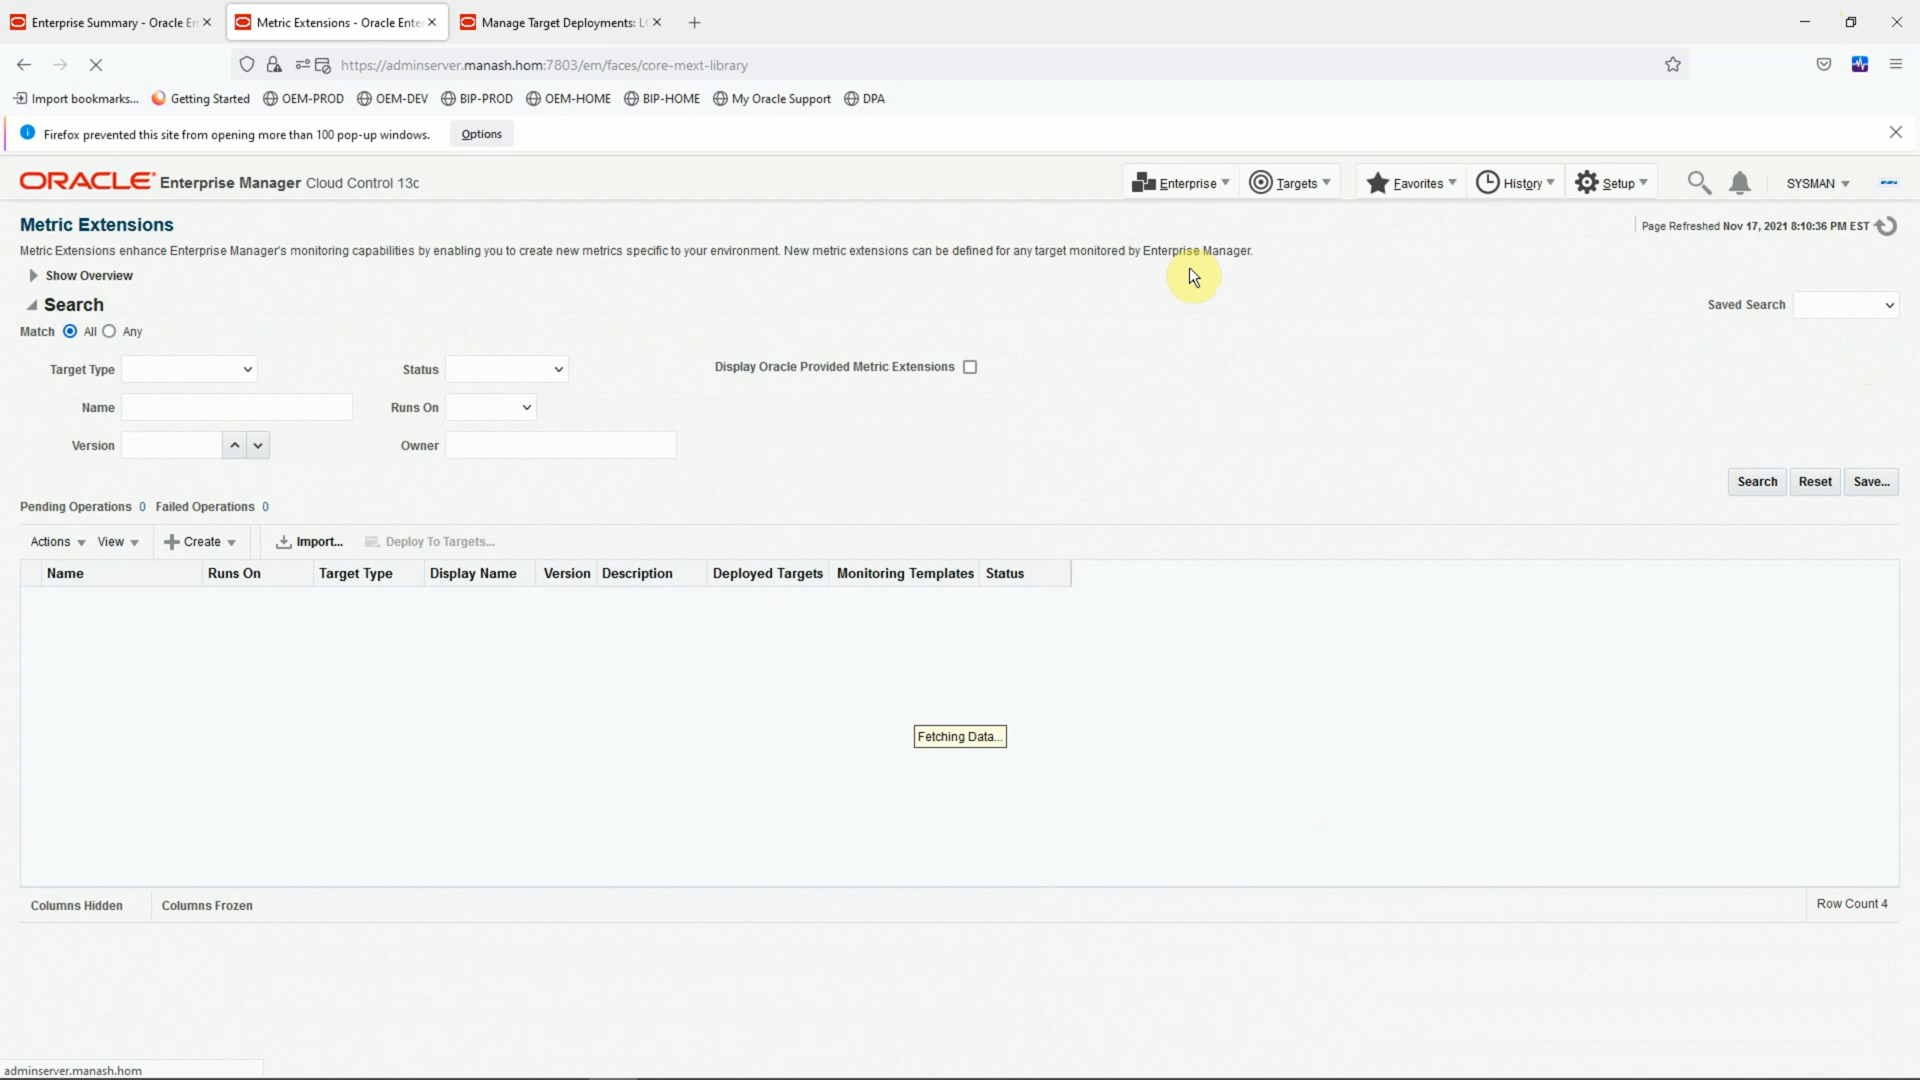 Enterprise Summary - Oracle En
Metric Extensions - Oracle Enter
Manage Target Deployments: L
https://adminserver.manash.hom:7803/em/faces/core-mext-library
Import bookmarks... Getting Started OEM-PROD OEM-DEV BIP-PROD OEM-HOME BIP-HOME My Oracle Support DPA
Firefox prevented this site from opening more than 100 pop-up windows. Options
ORACLE Enterprise Manager Cloud Control 13c Enterprise Targets Favorites History Setup SYSMAN
Metric Extensions Page Refreshed Nov 17, 2021 8:10:36 PM EST
Metric Extensions enhance Enterprise Manager's monitoring capabilities by enabling you to create new metrics specific to your environment. New metric extensions can be defined for any target monitored by Enterprise Manager.
Show Overview
Search Saved Search
Match All Any
Target Type Status Display Oracle Provided Metric Extensions
Name Runs On
Version Owner
Search Reset Save...
Pending Operations 0 Failed Operations 0
Actions View Create Import... Deploy To Targets...
Name Runs On Target Type Display Name Version Description Deployed Targets Monitoring Templates Status
Fetching Data...
Columns Hidden Columns Frozen Row Count 4
adminserver.manash.hom